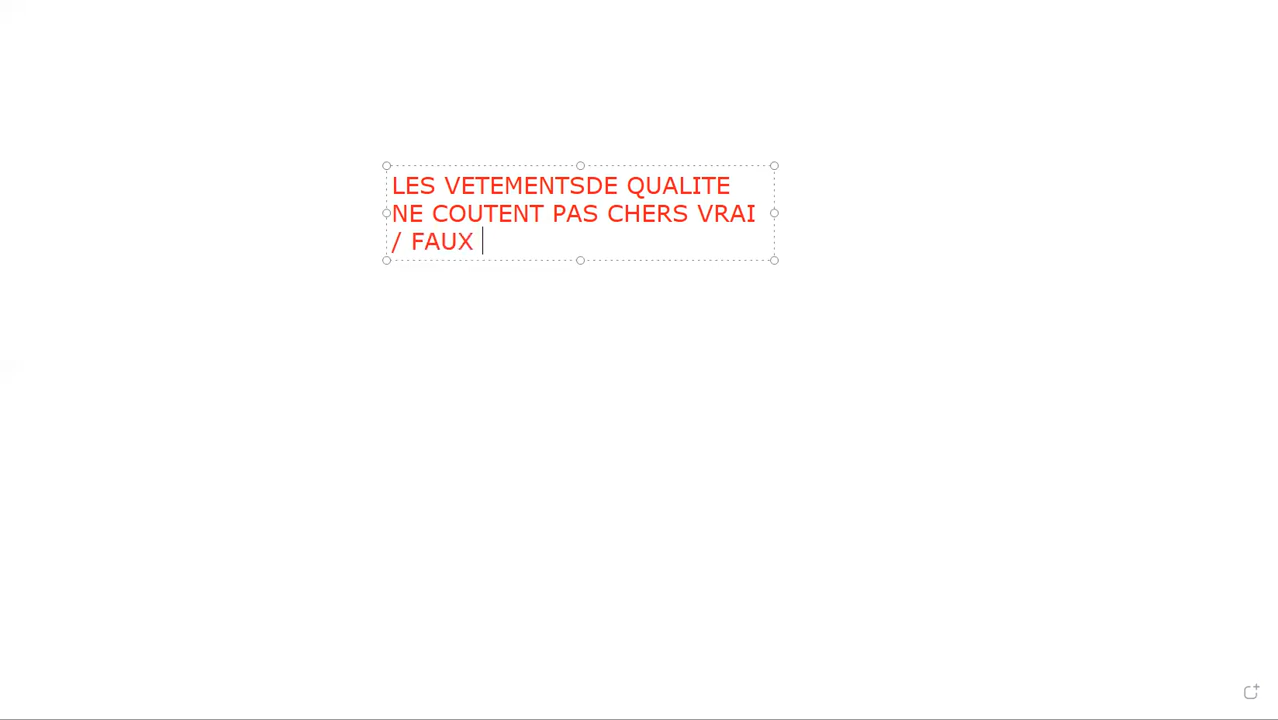 LES VETEMENTSDE QUALITE
NE COUTENT PAS CHERS VRAI
/ FAUX